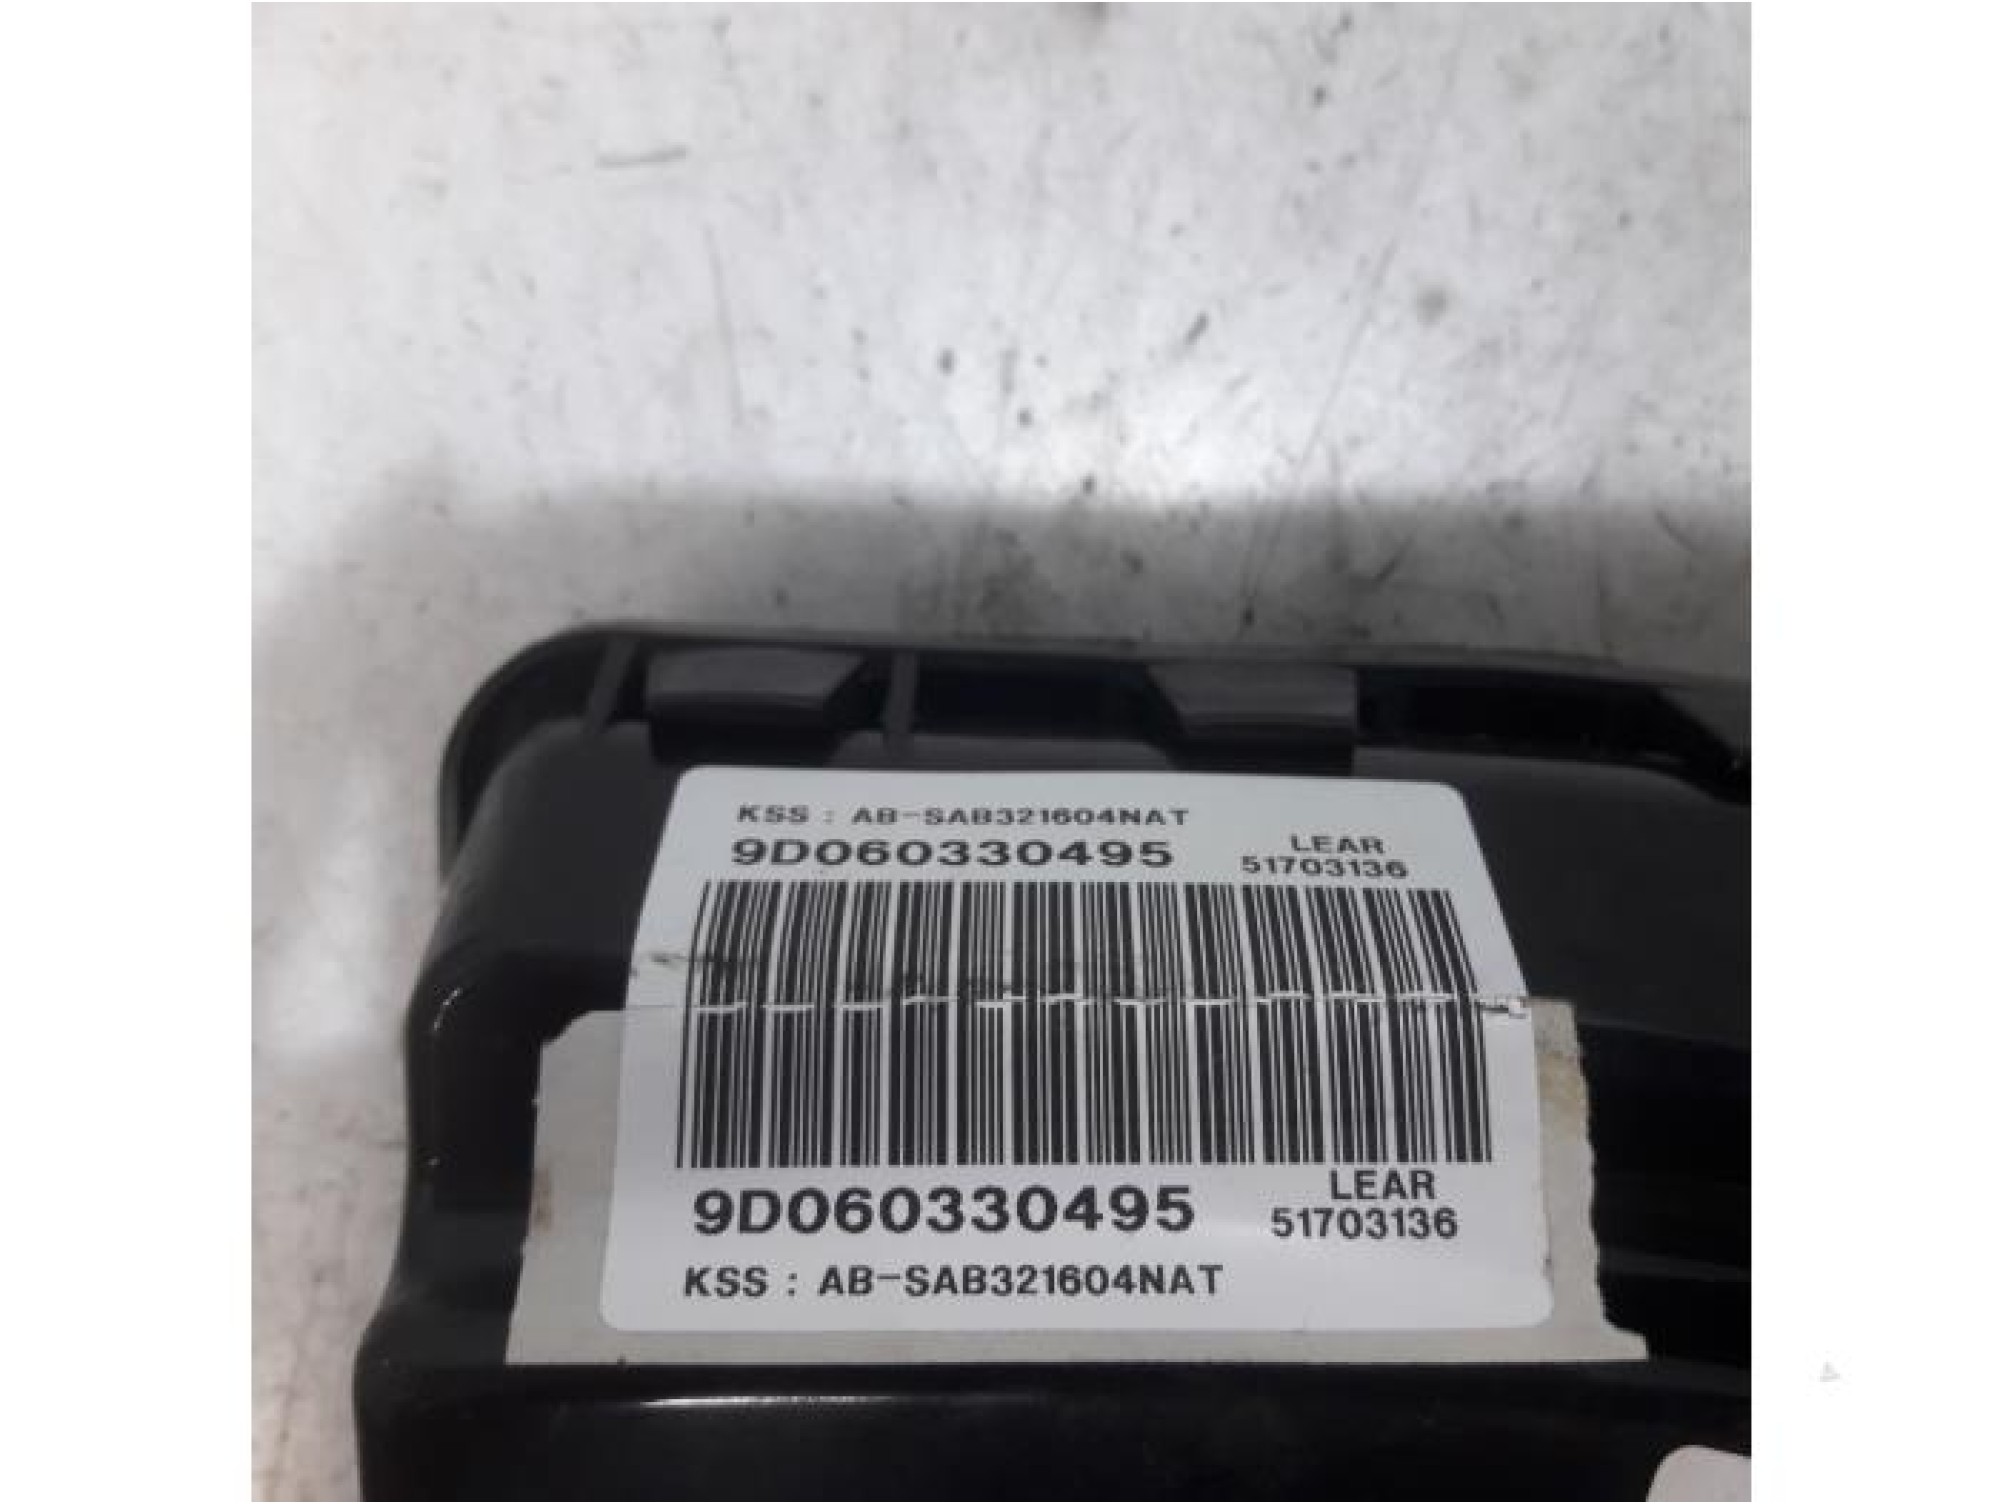 KSS : AB-SAB321604NAT
9D060330495
LEAR
51703136
9D060330495
LEAR
51703136
KSS : AB-SAB321604NAT